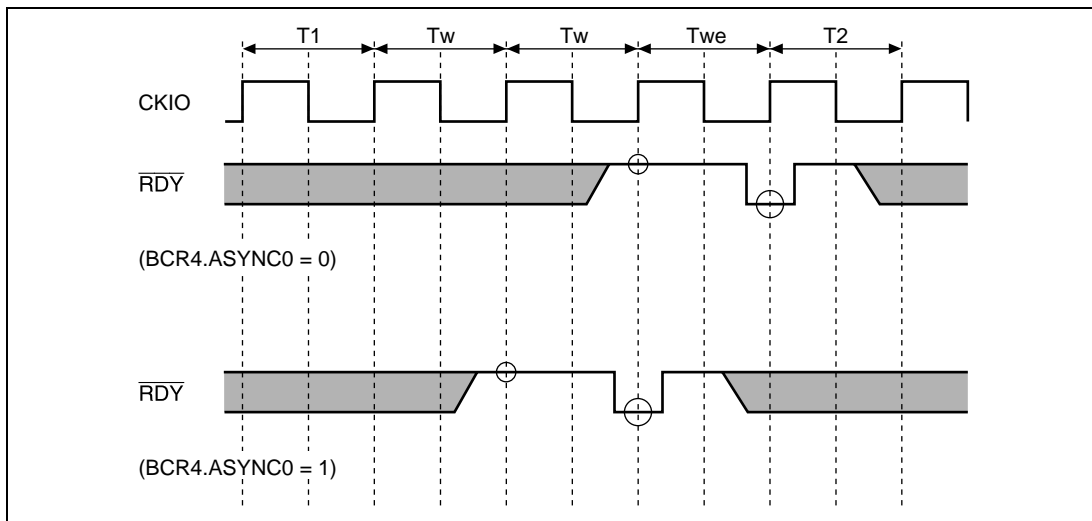 T1 Tw Tw Twe T2
CKIO
RDY
(BCR4.ASYNC0 = 0)
RDY
(BCR4.ASYNC0 = 1)